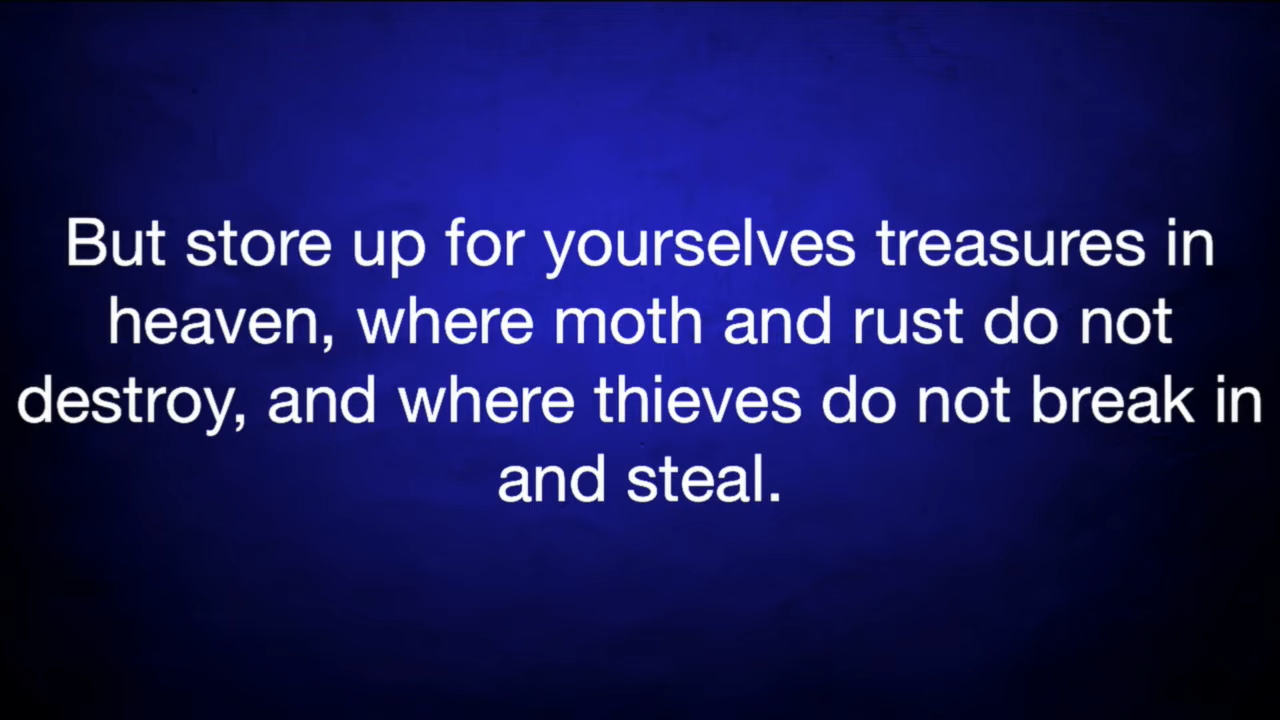 But store up for yourselves treasures in
heaven, where moth and rust do not
destroy, and where thieves do not break in
and steal.